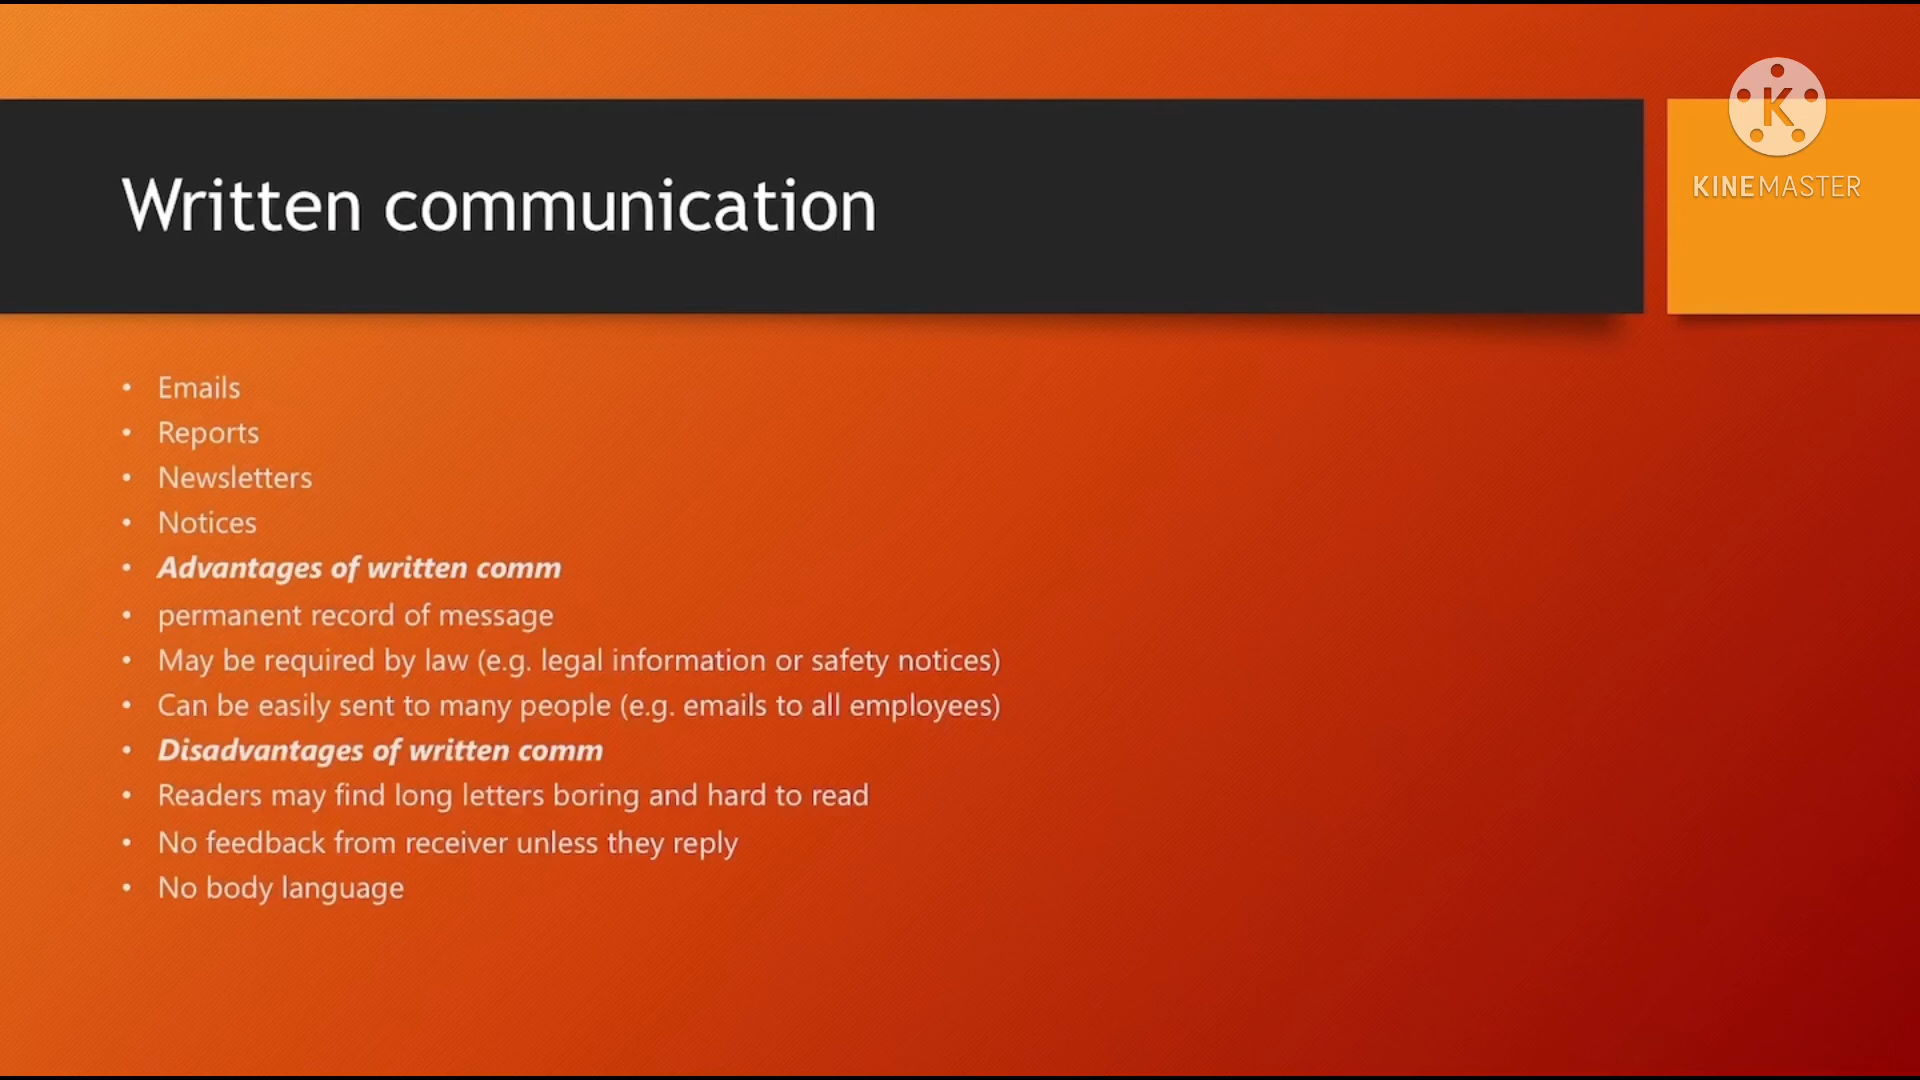 K
KINEMASTER
Written communication
• Emails
• Reports
• Newsletters
• Notices
• Advantages of written comm
• permanent record of message
• May be required by law (e.g. legal information or safety notices)
• Can be easily sent to many people (e.g. emails to all employees)
• Disadvantages of written comm
• Readers may find long letters boring and hard to read
• No feedback from receiver unless they reply
• No body language